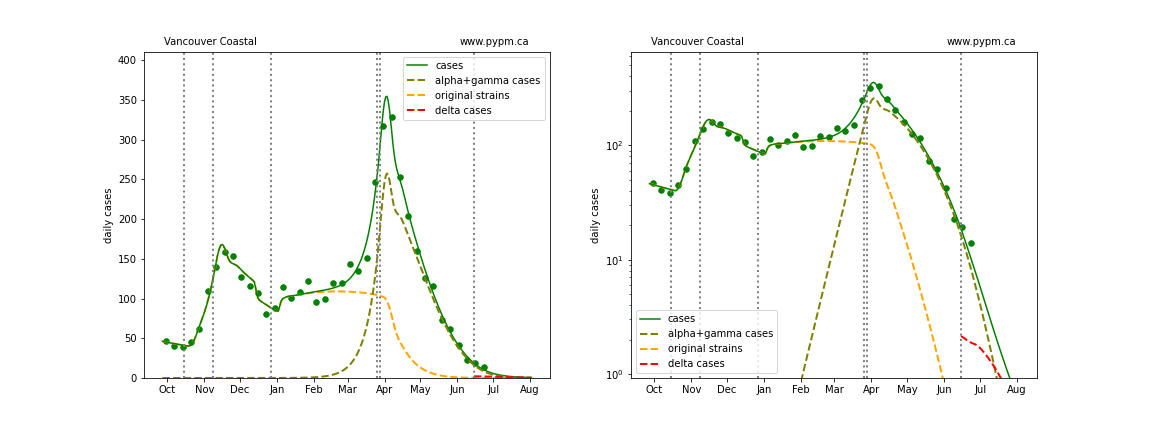 Vancouver Coastal www.pypm.ca
400
350
300
250
200
150
100
50
0
daily cases
cases
alpha+gamma cases
original strains
delta cases
Oct Nov Dec Jan Feb Mar Apr May Jun Jul Aug
Vancouver Coastal www.pypm.ca
10²
10¹
10⁰
daily cases
cases
alpha+gamma cases
original strains
delta cases
Oct Nov Dec Jan Feb Mar Apr May Jun Jul Aug